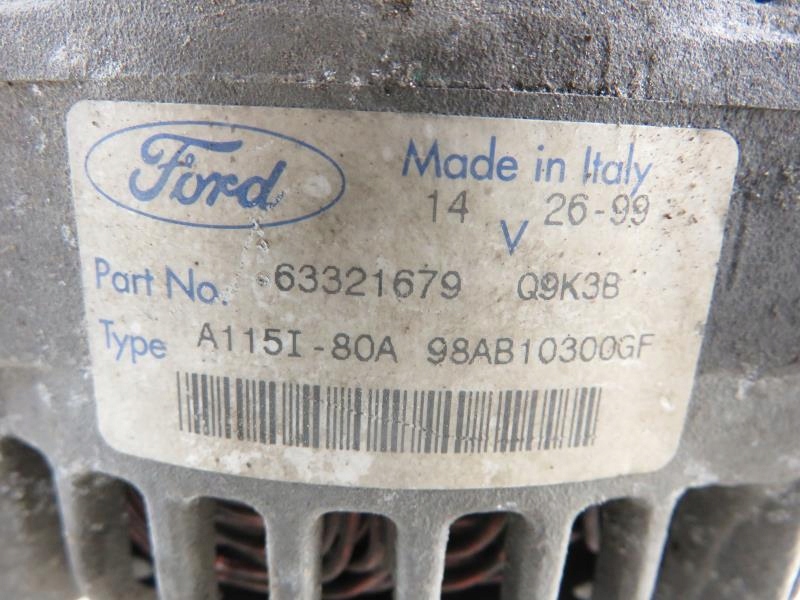 Ford Made in Italy
14 V 26-99
Part No. 63321679 Q9K3B
Type A115I-80A 98AB10300GF